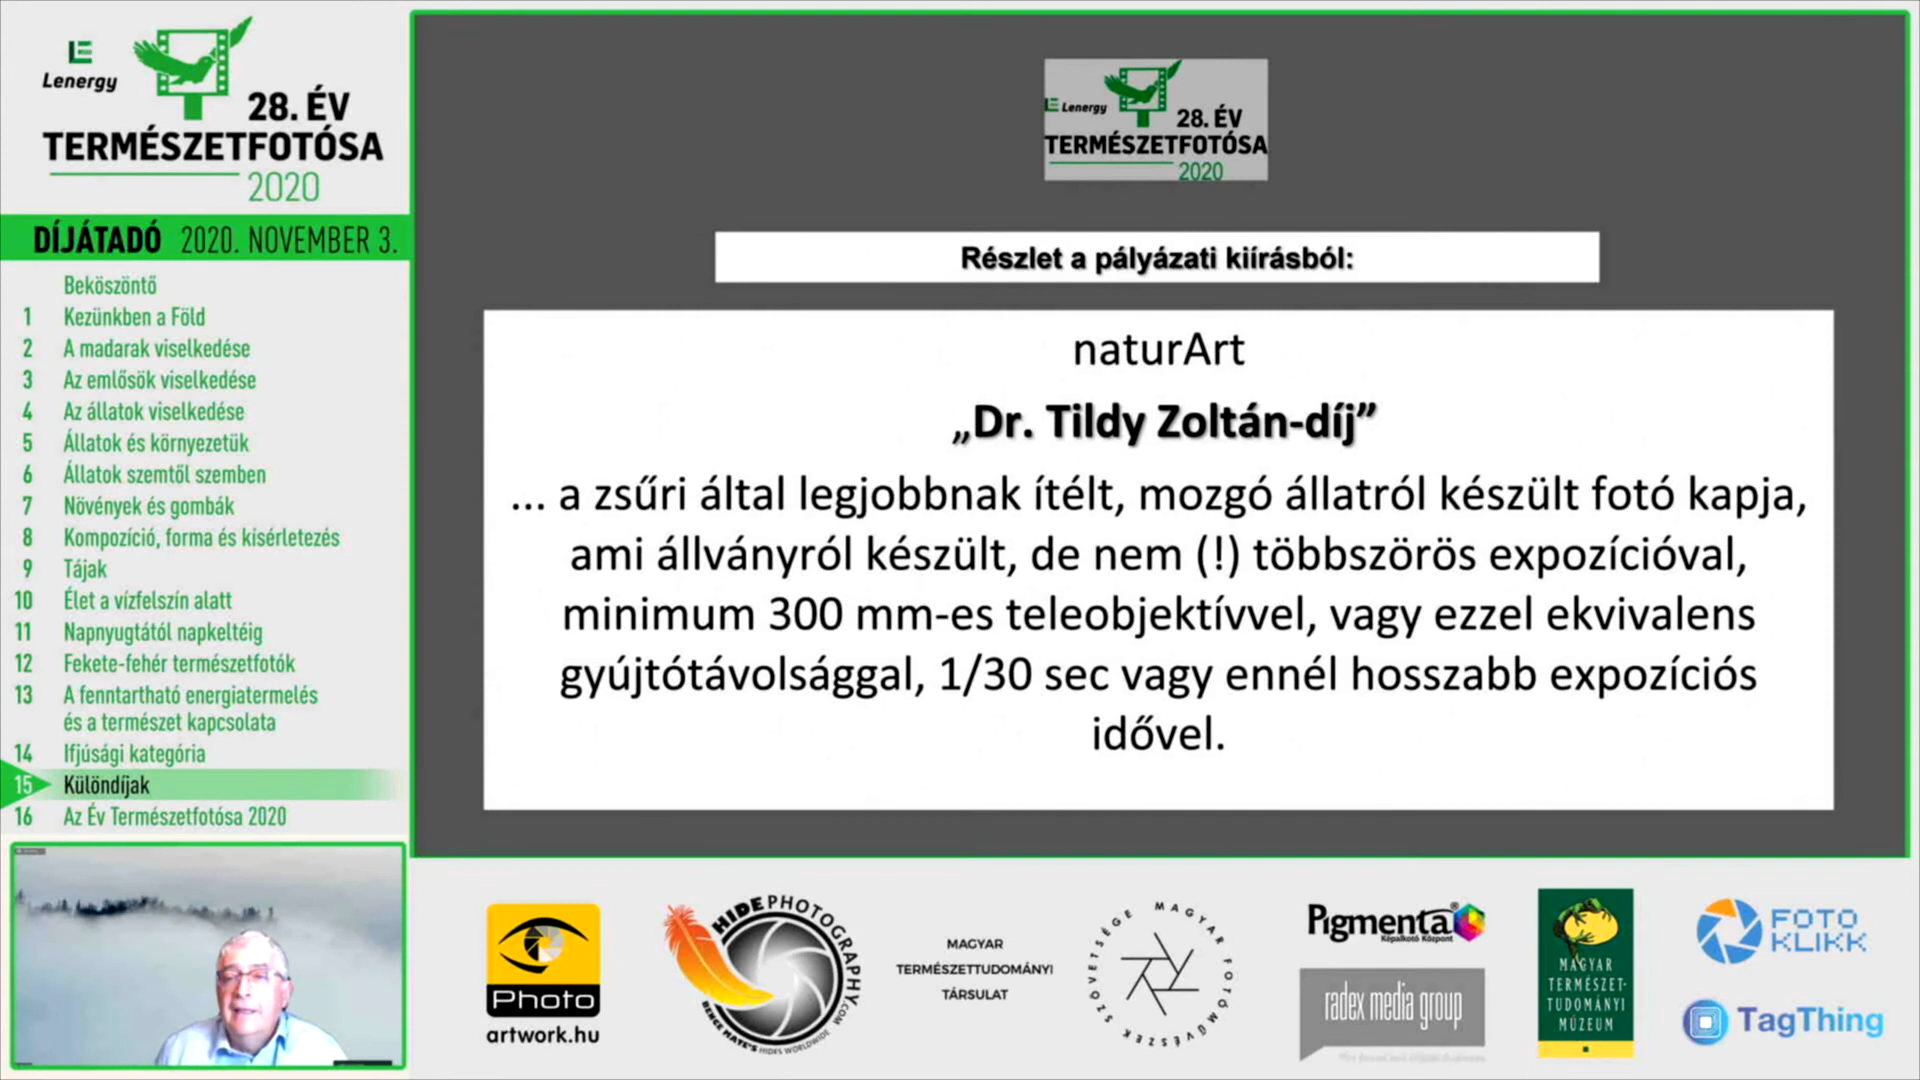 Lenergy
28. ÉV
TERMÉSZETFOTÓSA
2020
DÍJÁTADÓ 2020. NOVEMBER 3.
Beköszöntő
1 Kezünkben a Föld
2 A madarak viselkedése
3 Az emlősök viselkedése
4 Az állatok viselkedése
5 Állatok és környezetük
6 Állatok szemtől szemben
7 Növények és gombák
8 Kompozíció, forma és kísérletezés
9 Tájak
10 Élet a vízfelszín alatt
11 Napnyugtától napkeltéig
12 Fekete-fehér természetfotók
13 A fenntartható energiatermelés
és a természet kapcsolata
14 Ifjúsági kategória
15 Különdíjak
16 Az Év Természetfotósa 2020
Lenergy
28. ÉV
TERMÉSZETFOTÓSA
2020
Részlet a pályázati kiírásból:
naturArt
„Dr. Tildy Zoltán-díj”
... a zsűri által legjobbnak ítélt, mozgó állatról készült fotó kapja,
ami állványról készült, de nem (!) többszörös expozícióval,
minimum 300 mm-es teleobjektívvel, vagy ezzel ekvivalens
gyújtótávolsággal, 1/30 sec vagy ennél hosszabb expozíciós
idővel.
Photo
artwork.hu
HIDEPHOTOGRAPHY.COM
BENCE MATE'S HIDES WORLDWIDE
MAGYAR
TERMÉSZETTUDOMÁNYI
TÁRSULAT
MAGYAR FOTÓMŰVÉSZEK SZÖVETSÉGE
Pigmenta®
Képalkotó Központ
radex media group
MAGYAR
TERMÉSZET-
TUDOMÁNYI
MÚZEUM
FOTO
KLIKK
TagThing